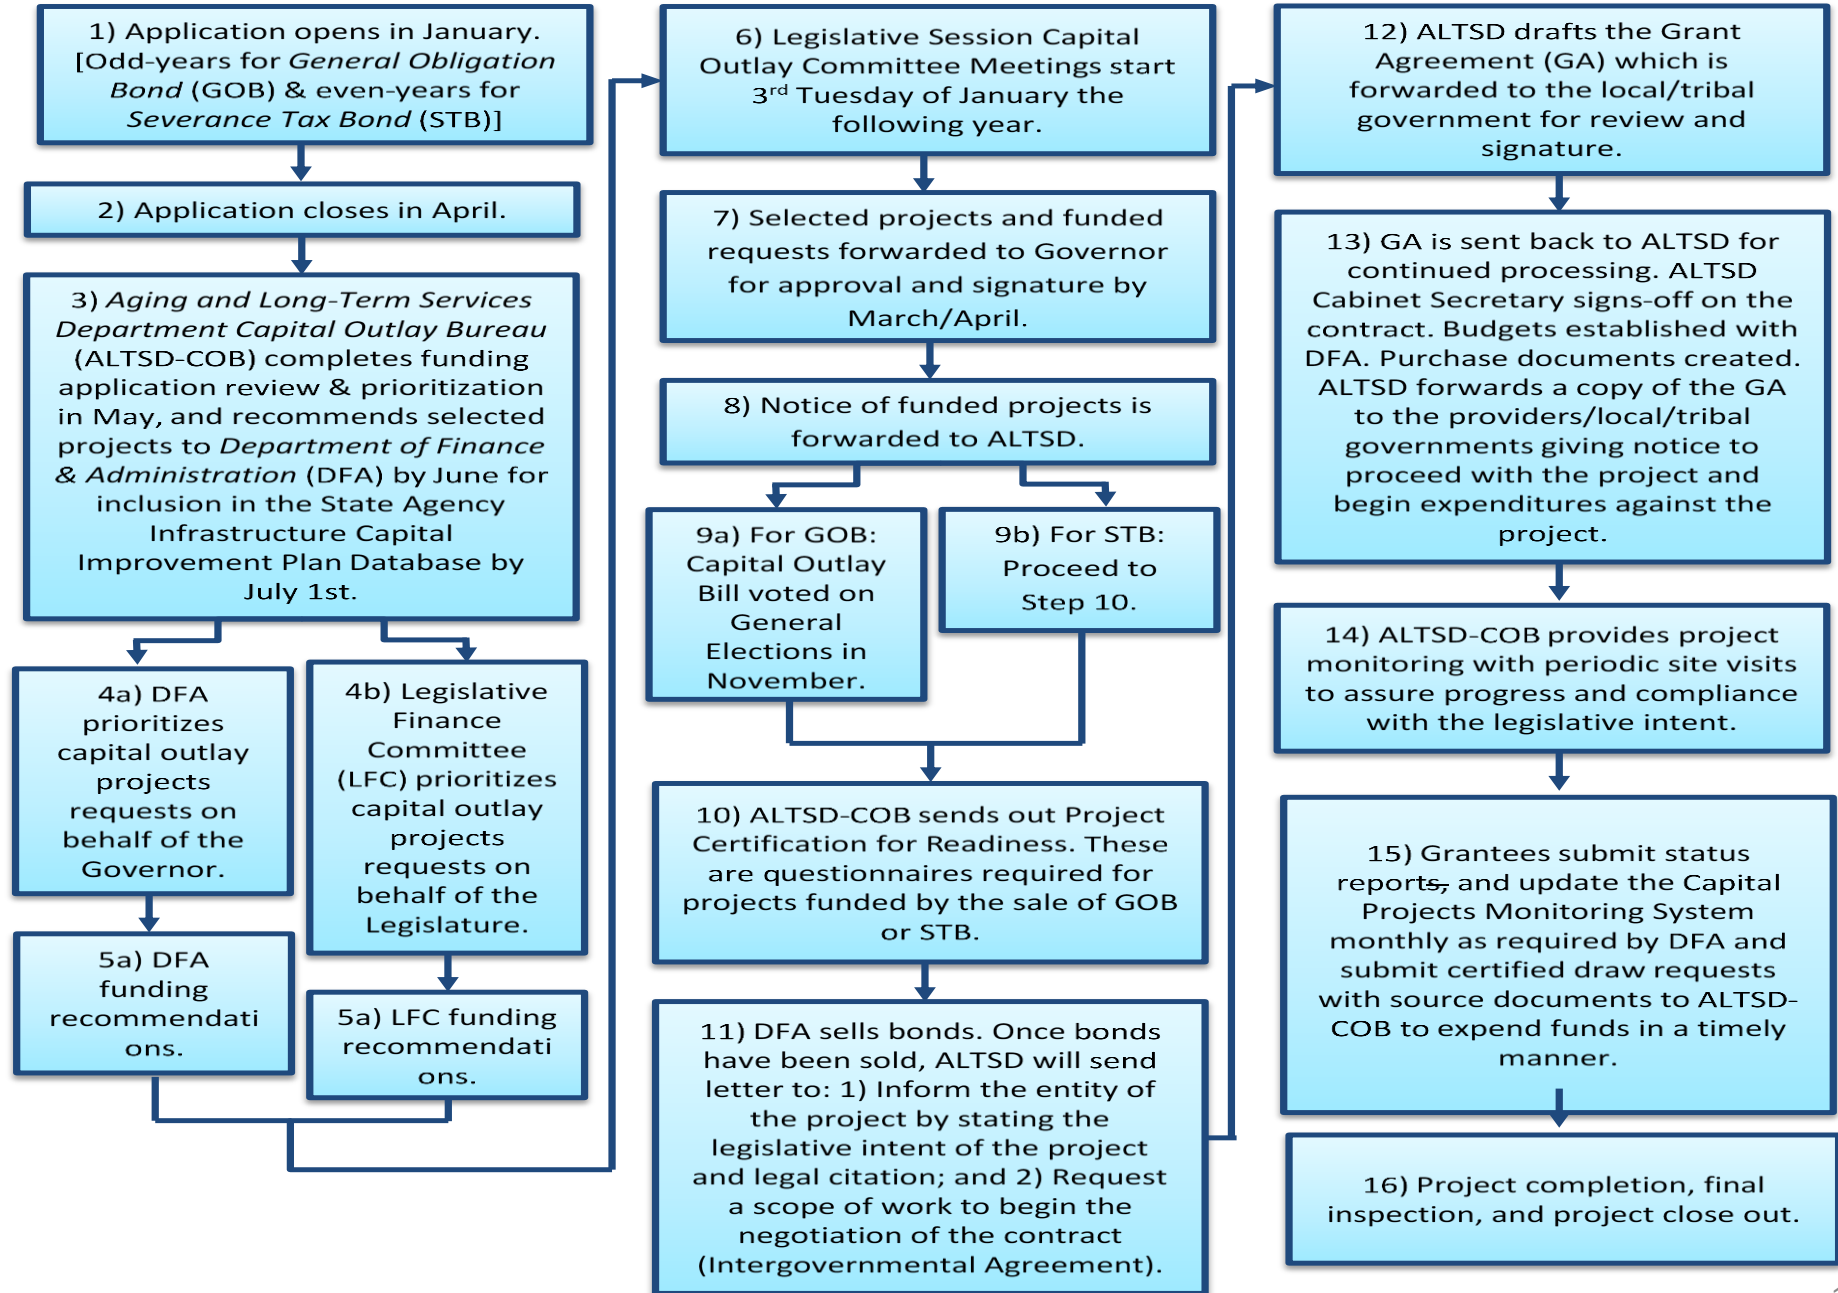 1) Application opens in January.
[Odd-years for General Obligation
Bond (GOB) & even-years for
Severance Tax Bond (STB)]
2) Application closes in April.
3) Aging and Long-Term Services
Department Capital Outlay Bureau
(ALTSD-COB) completes funding
application review & prioritization
in May, and recommends selected
projects to Department of Finance
& Administration (DFA) by June for
inclusion in the State Agency
Infrastructure Capital
Improvement Plan Database by
July 1st.
4a) DFA
prioritizes
capital outlay
projects
requests on
behalf of the
Governor.
4b) Legislative
Finance
Committee
(LFC) prioritizes
capital outlay
projects
requests on
behalf of the
Legislature.
5a) DFA
funding
recommendati
ons.
5a) LFC funding
recommendati
ons.
6) Legislative Session Capital
Outlay Committee Meetings start
3rd Tuesday of January the
following year.
7) Selected projects and funded
requests forwarded to Governor
for approval and signature by
March/April.
8) Notice of funded projects is
forwarded to ALTSD.
9a) For GOB:
Capital Outlay
Bill voted on
General
Elections in
November.
9b) For STB:
Proceed to
Step 10.
10) ALTSD-COB sends out Project
Certification for Readiness. These
are questionnaires required for
projects funded by the sale of GOB
or STB.
11) DFA sells bonds. Once bonds
have been sold, ALTSD will send
letter to: 1) Inform the entity of
the project by stating the
legislative intent of the project
and legal citation; and 2) Request
a scope of work to begin the
negotiation of the contract
(Intergovernmental Agreement).
12) ALTSD drafts the Grant
Agreement (GA) which is
forwarded to the local/tribal
government for review and
signature.
13) GA is sent back to ALTSD for
continued processing. ALTSD
Cabinet Secretary signs-off on the
contract. Budgets established with
DFA. Purchase documents created.
ALTSD forwards a copy of the GA
to the providers/local/tribal
governments giving notice to
proceed with the project and
begin expenditures against the
project.
14) ALTSD-COB provides project
monitoring with periodic site visits
to assure progress and compliance
with the legislative intent.
15) Grantees submit status
reports, and update the Capital
Projects Monitoring System
monthly as required by DFA and
submit certified draw requests
with source documents to ALTSD-
COB to expend funds in a timely
manner.
16) Project completion, final
inspection, and project close out.